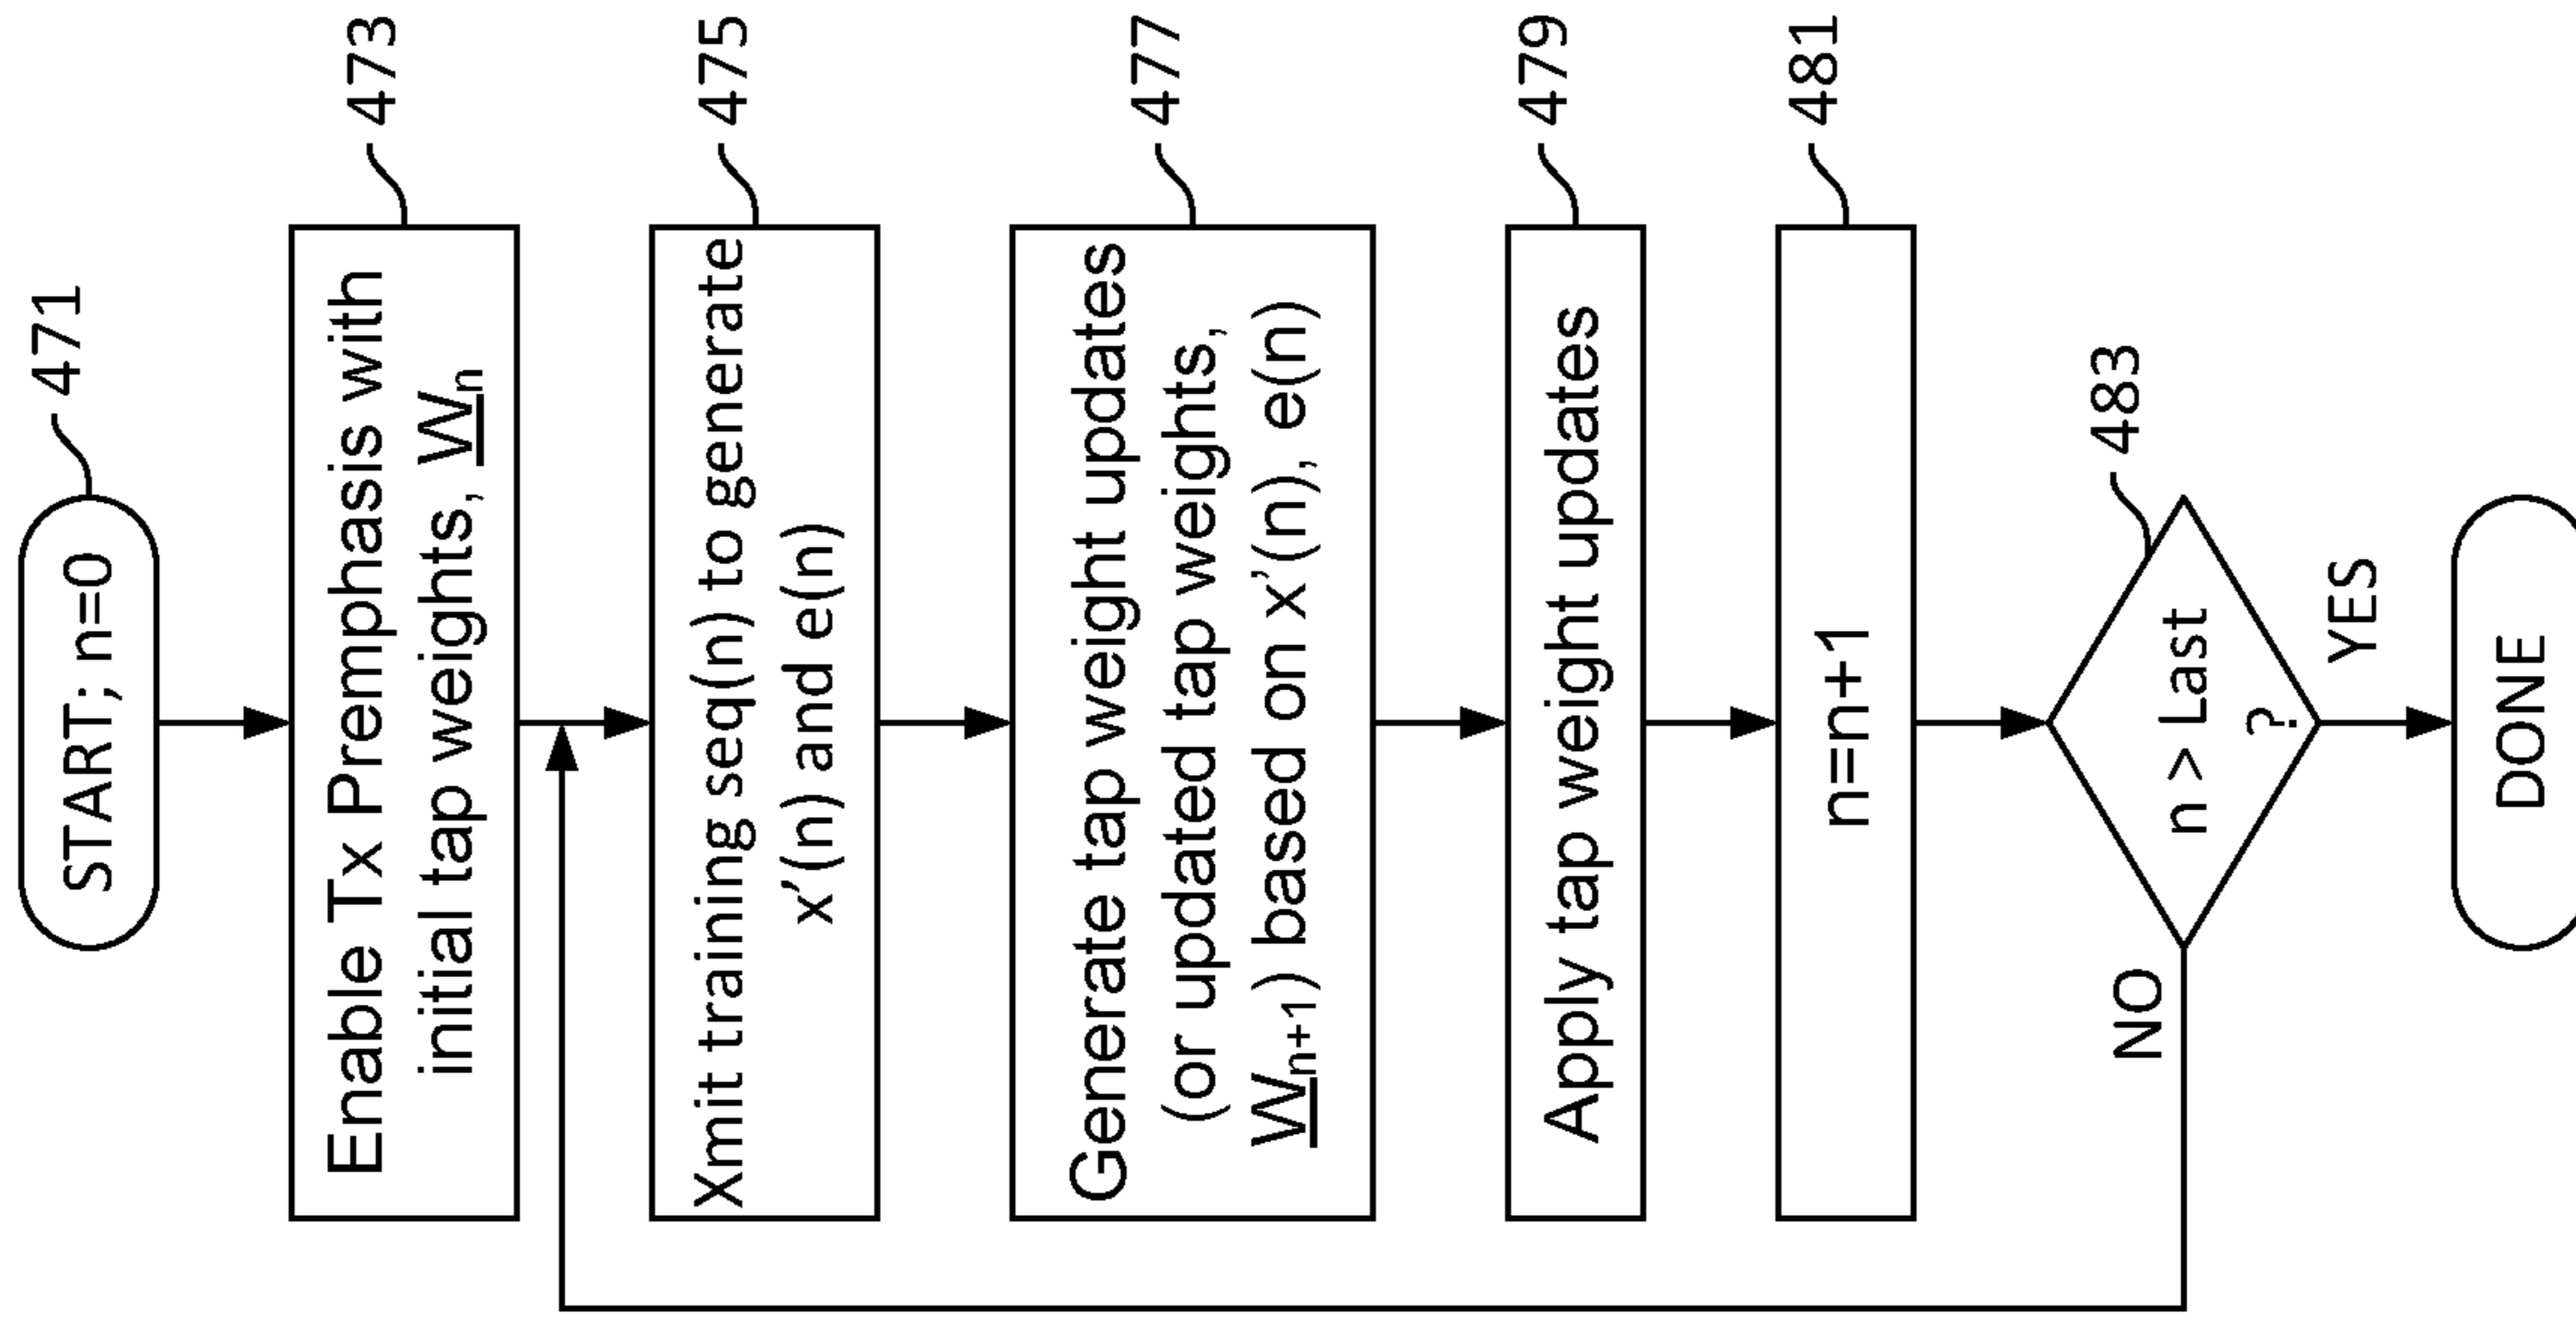 START; n=0
471
Enable Tx Premphasis with
initial tap weights, Wn
473
Xmit training seq(n) to generate
x'(n) and e(n)
475
Generate tap weight updates
(or updated tap weights,
Wn+1) based on x'(n), e(n)
477
Apply tap weight updates
479
n=n+1
481
n > Last
?
483
NO
YES
DONE